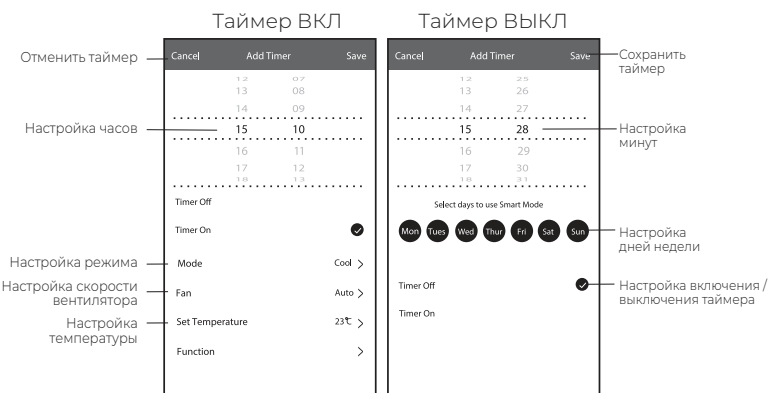 Таймер ВКЛ
Таймер ВЫКЛ
Отменить таймер
Cancel
Add Timer
Save
12 07
13 08
14 09
Настройка часов
15 10
16 11
17 12
18 13
Timer Off
Timer On
Настройка режима
Mode
Cool
Настройка скорости
вентилятора
Fan
Auto
Настройка
температуры
Set Temperature
23℃
Function
Cancel
Add Timer
Save
Сохранить
таймер
12 25
13 26
14 27
15 28
Настройка
минут
16 29
17 30
18 31
Select days to use Smart Mode
Mon Tues Wed Thur Fri Sat Sun
Настройка
дней недели
Timer Off
Настройка включения /
выключения таймера
Timer On